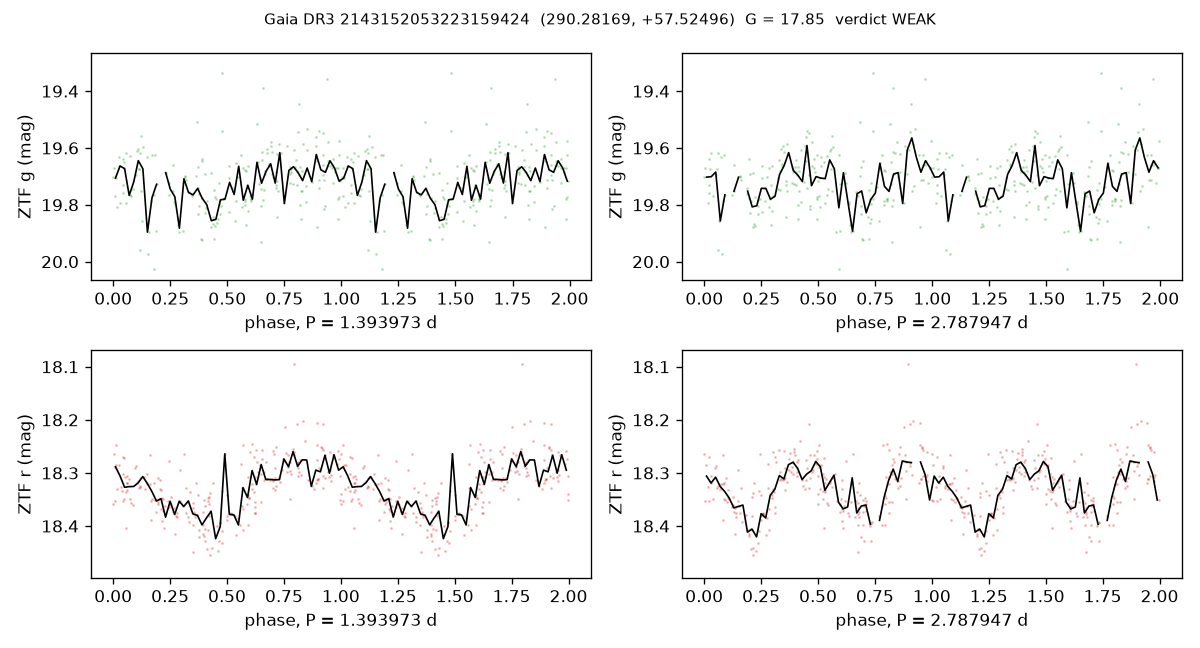 Gaia DR3 2143152053223159424 (290.28169, +57.52496) G = 17.85 verdict WEAK
ZTF g (mag)
19.4
19.6
19.8
20.0
0.00 0.25 0.50 0.75 1.00 1.25 1.50 1.75 2.00
phase, P = 1.393973 d
ZTF g (mag)
19.4
19.6
19.8
20.0
0.00 0.25 0.50 0.75 1.00 1.25 1.50 1.75 2.00
phase, P = 2.787947 d
ZTF r (mag)
18.1
18.2
18.3
18.4
0.00 0.25 0.50 0.75 1.00 1.25 1.50 1.75 2.00
phase, P = 1.393973 d
ZTF r (mag)
18.1
18.2
18.3
18.4
0.00 0.25 0.50 0.75 1.00 1.25 1.50 1.75 2.00
phase, P = 2.787947 d